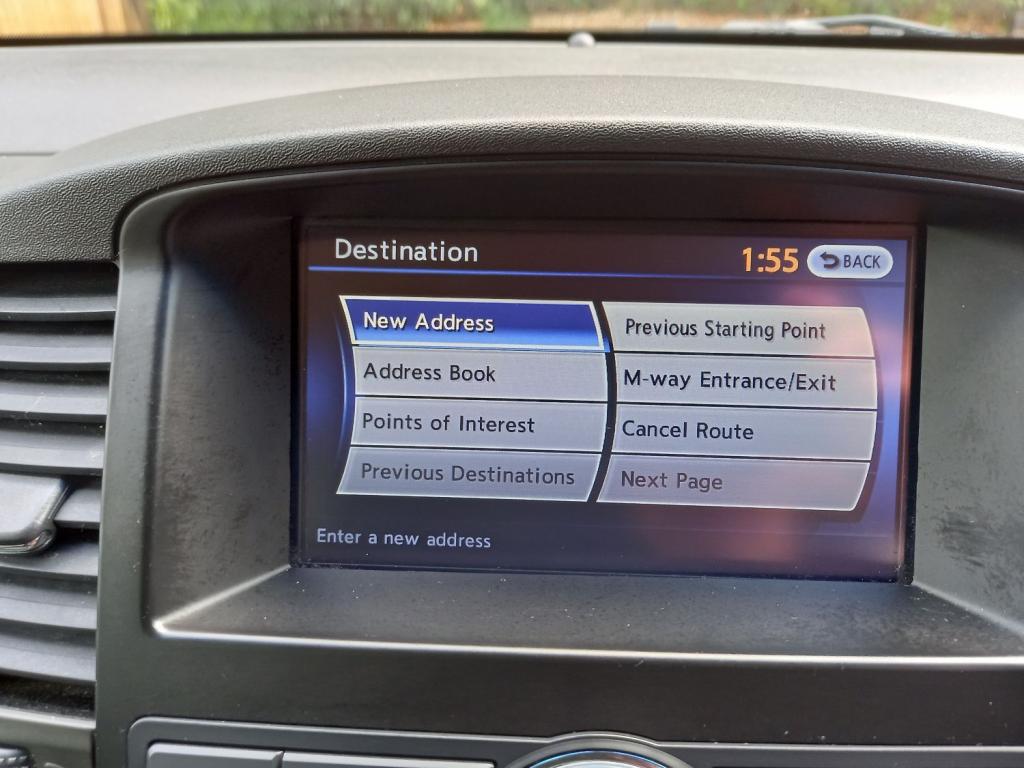 Destination
1:55
BACK
New Address
Previous Starting Point
Address Book
M-way Entrance/Exit
Points of Interest
Cancel Route
Previous Destinations
Next Page
Enter a new address